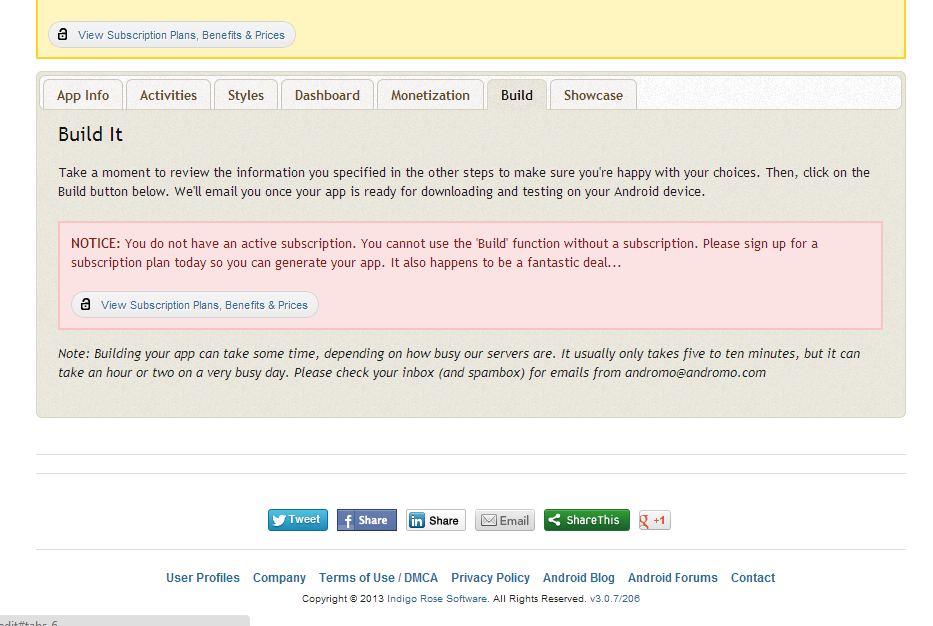 View Subscription Plans, Benefits & Prices
App Info Activities Styles Dashboard Monetization Build Showcase
Build It
Take a moment to review the information you specified in the other steps to make sure you're happy with your choices. Then, click on the
Build button below. We'll email you once your app is ready for downloading and testing on your Android device.
NOTICE: You do not have an active subscription. You cannot use the 'Build' function without a subscription. Please sign up for a
subscription plan today so you can generate your app. It also happens to be a fantastic deal...
View Subscription Plans, Benefits & Prices
Note: Building your app can take some time, depending on how busy our servers are. It usually only takes five to ten minutes, but it can
take an hour or two on a very busy day. Please check your inbox (and spambox) for emails from andromo@andromo.com
Tweet f Share in Share Email ShareThis g +1
User Profiles Company Terms of Use / DMCA Privacy Policy Android Blog Android Forums Contact
Copyright © 2013 Indigo Rose Software. All Rights Reserved. v3.0.7/206
edit#tabs-6